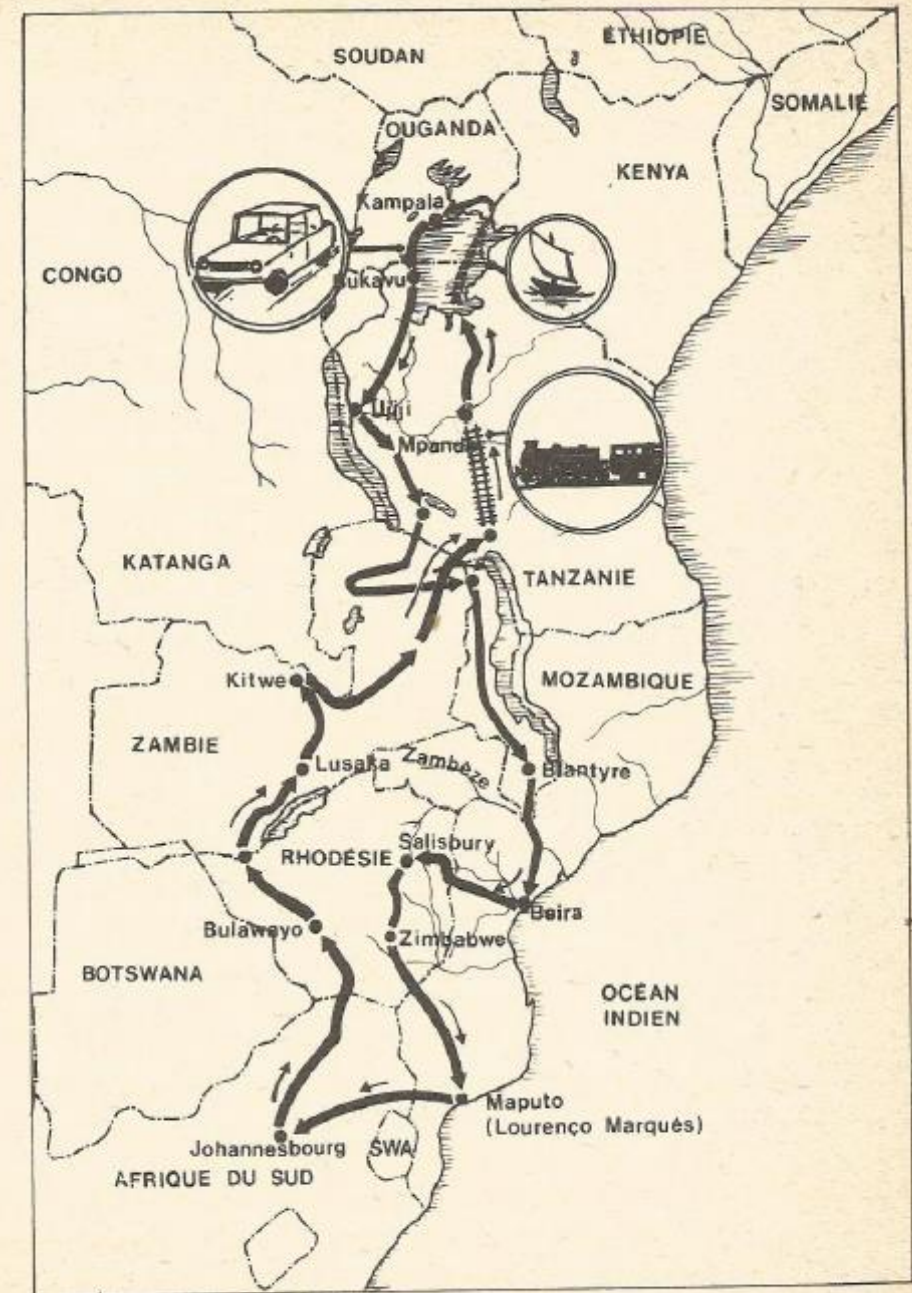 SOUDAN
ÉTHIOPIE
SOMALIE
OUGANDA
KENYA
Kampala
CONGO
Bukavu
Ujiji
Mpanda
KATANGA
TANZANIE
Kitwe
MOZAMBIQUE
ZAMBIE
Lusaka
Zambèze
Blantyre
Salisbury
RHODÉSIE
Beira
Bulawayo
Zimbabwe
BOTSWANA
OCÉAN
INDIEN
Maputo
(Lourenço Marqués)
Johannesbourg
SWA
AFRIQUE DU SUD